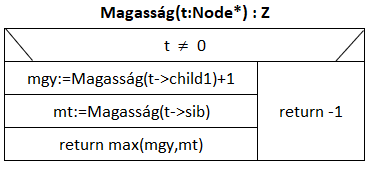 Magasság(t:Node*) : Z
t ≠ 0
mgy:=Magasság(t->child1)+1
mt:=Magasság(t->sib)
return max(mgy,mt)
return -1